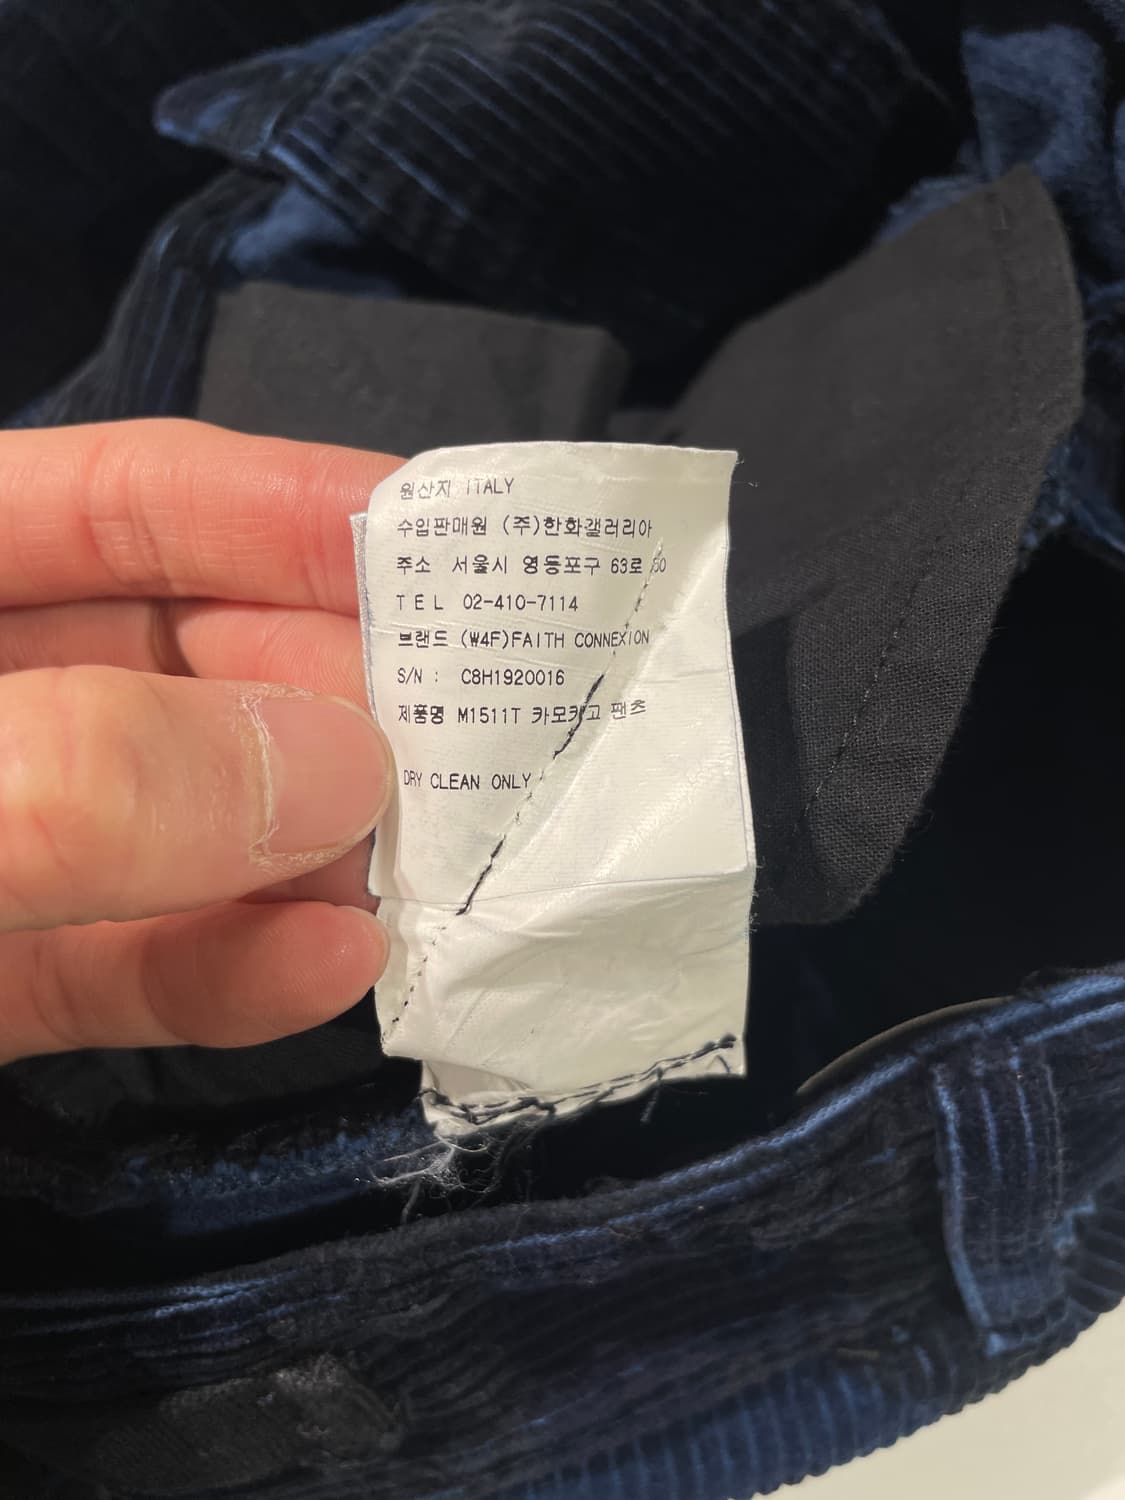 원산지 ITALY
수입판매원 (주)한화갤러리아
주소 서울시 영등포구 63로 50
TEL 02-410-7114
브랜드 (W4F)FAITH CONNEXION
S/N : C8H1920016
제품명 M1511T 카모카고 팬츠
DRY CLEAN ONLY